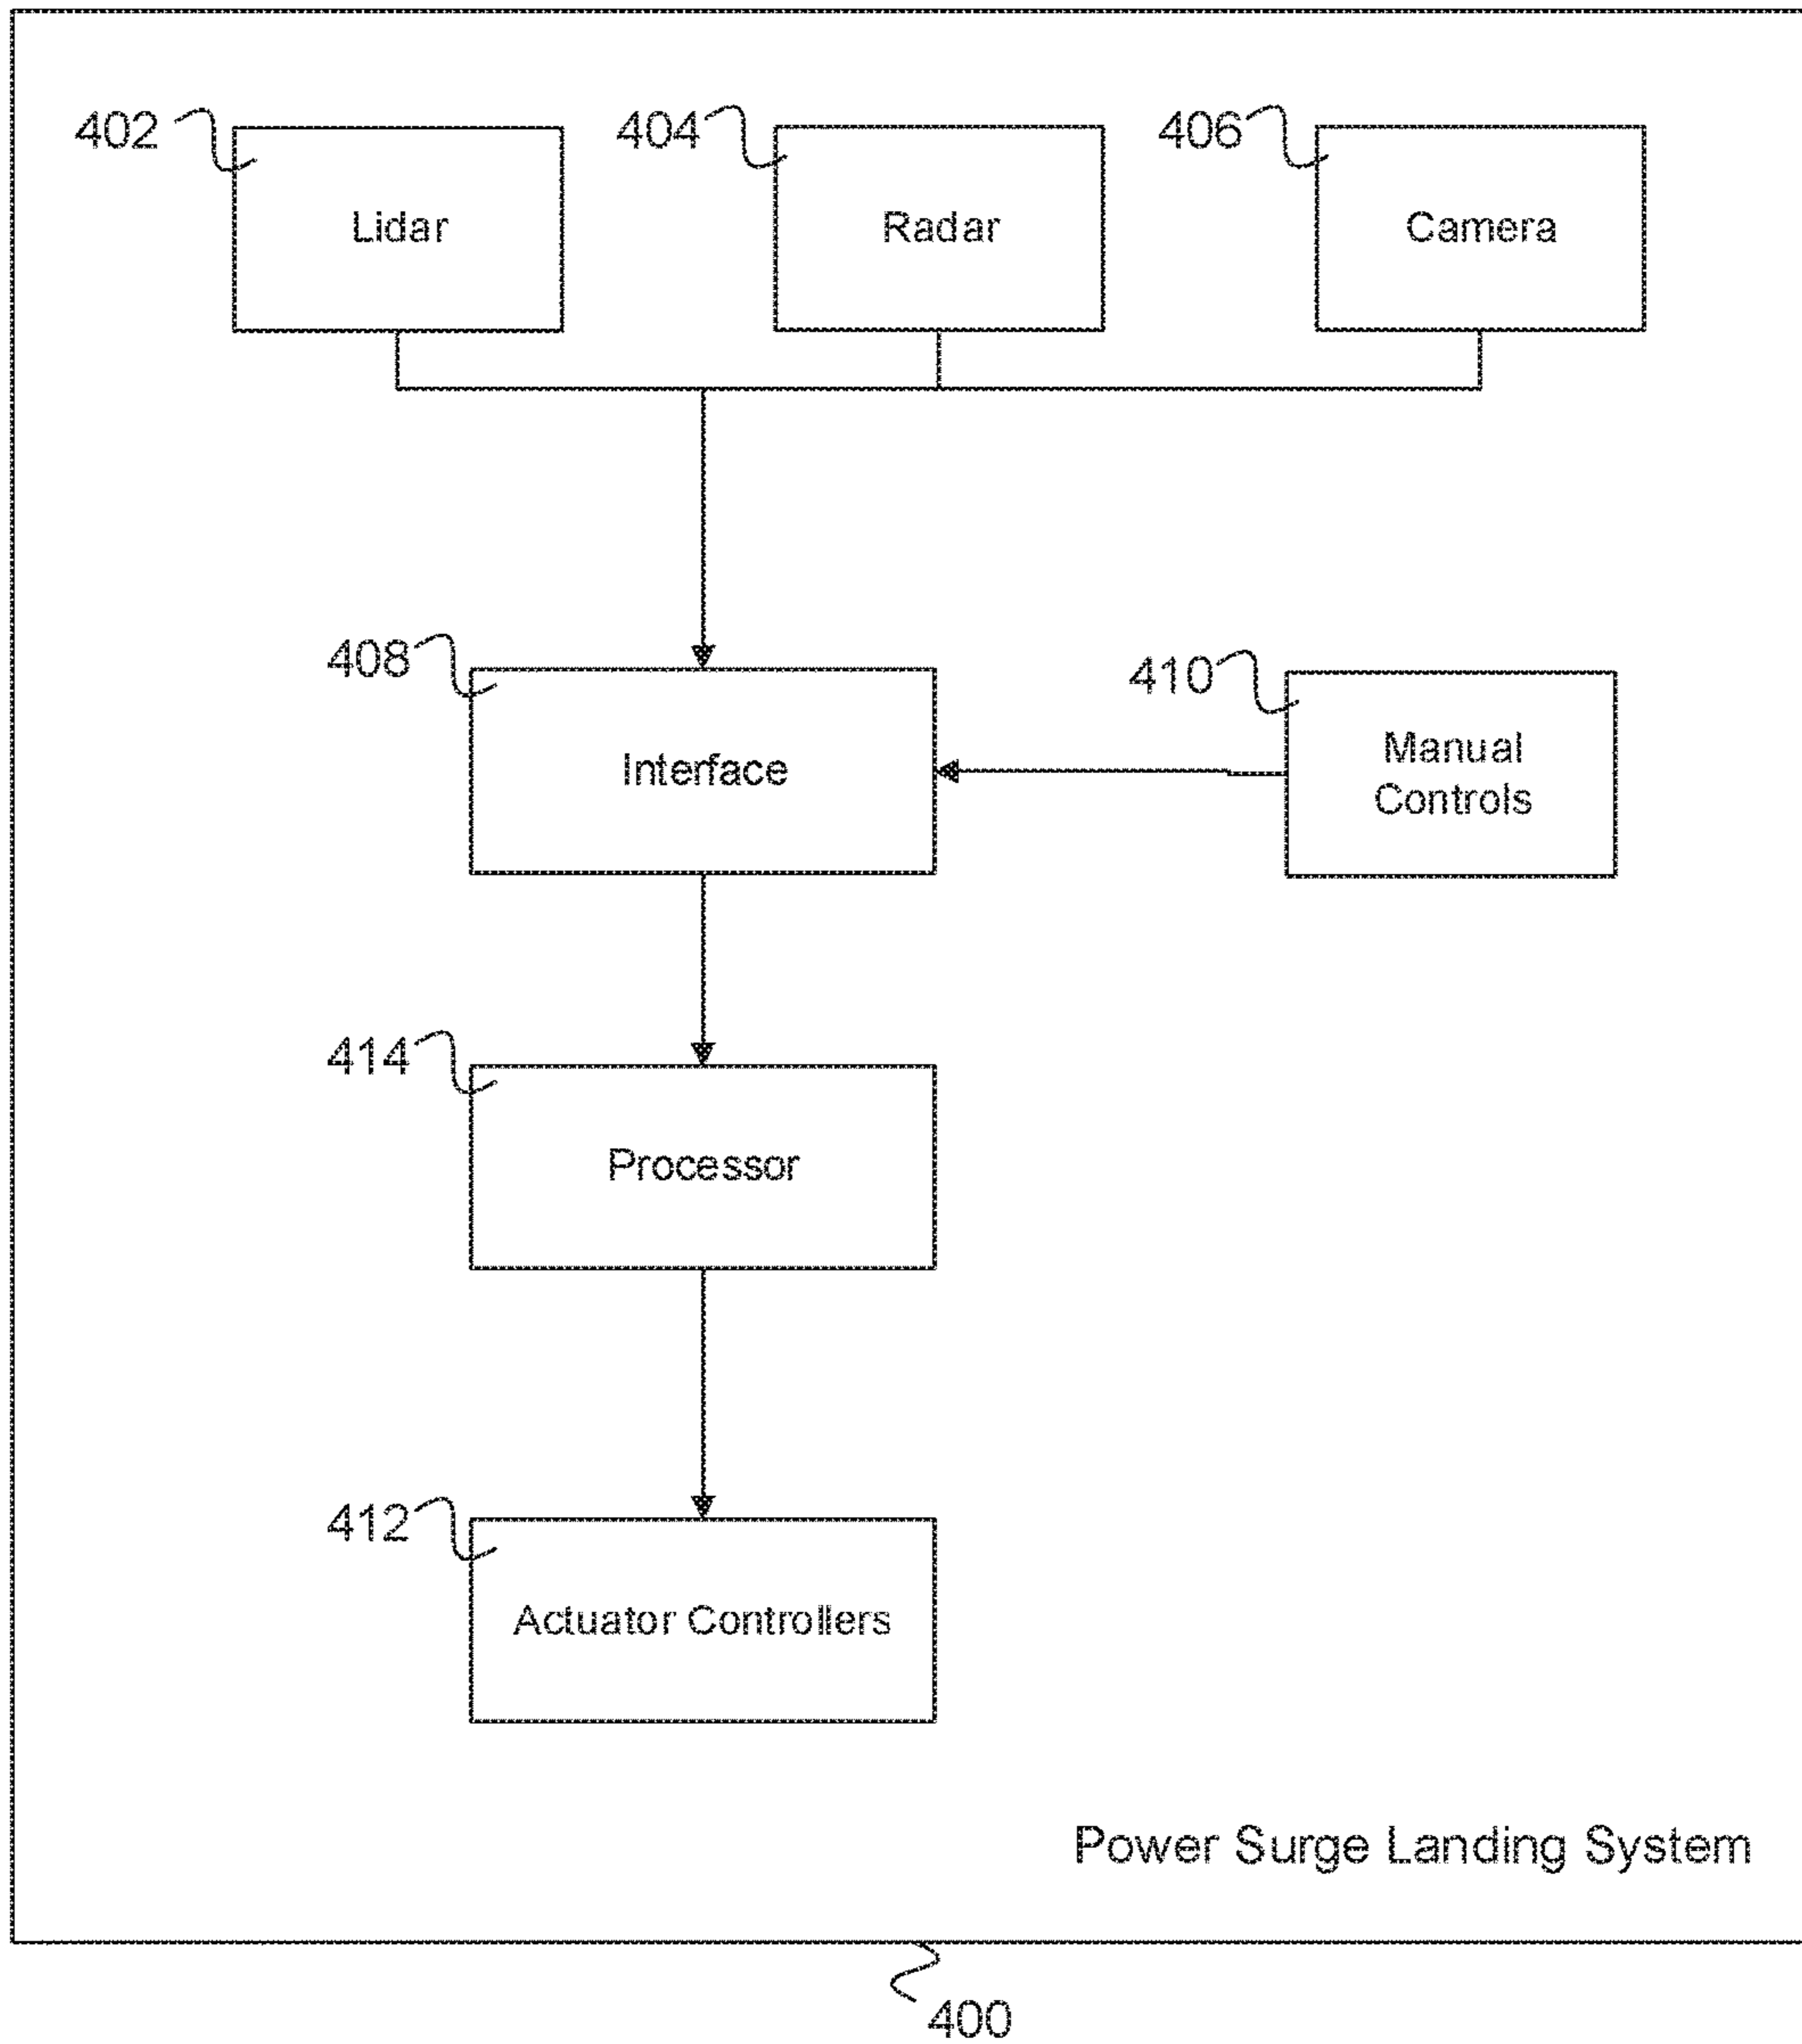 402
404
406
Lidar
Radar
Camera
408
410
Interface
Manual
Controls
414
Processor
412
Actuator Controllers
Power Surge Landing System
400